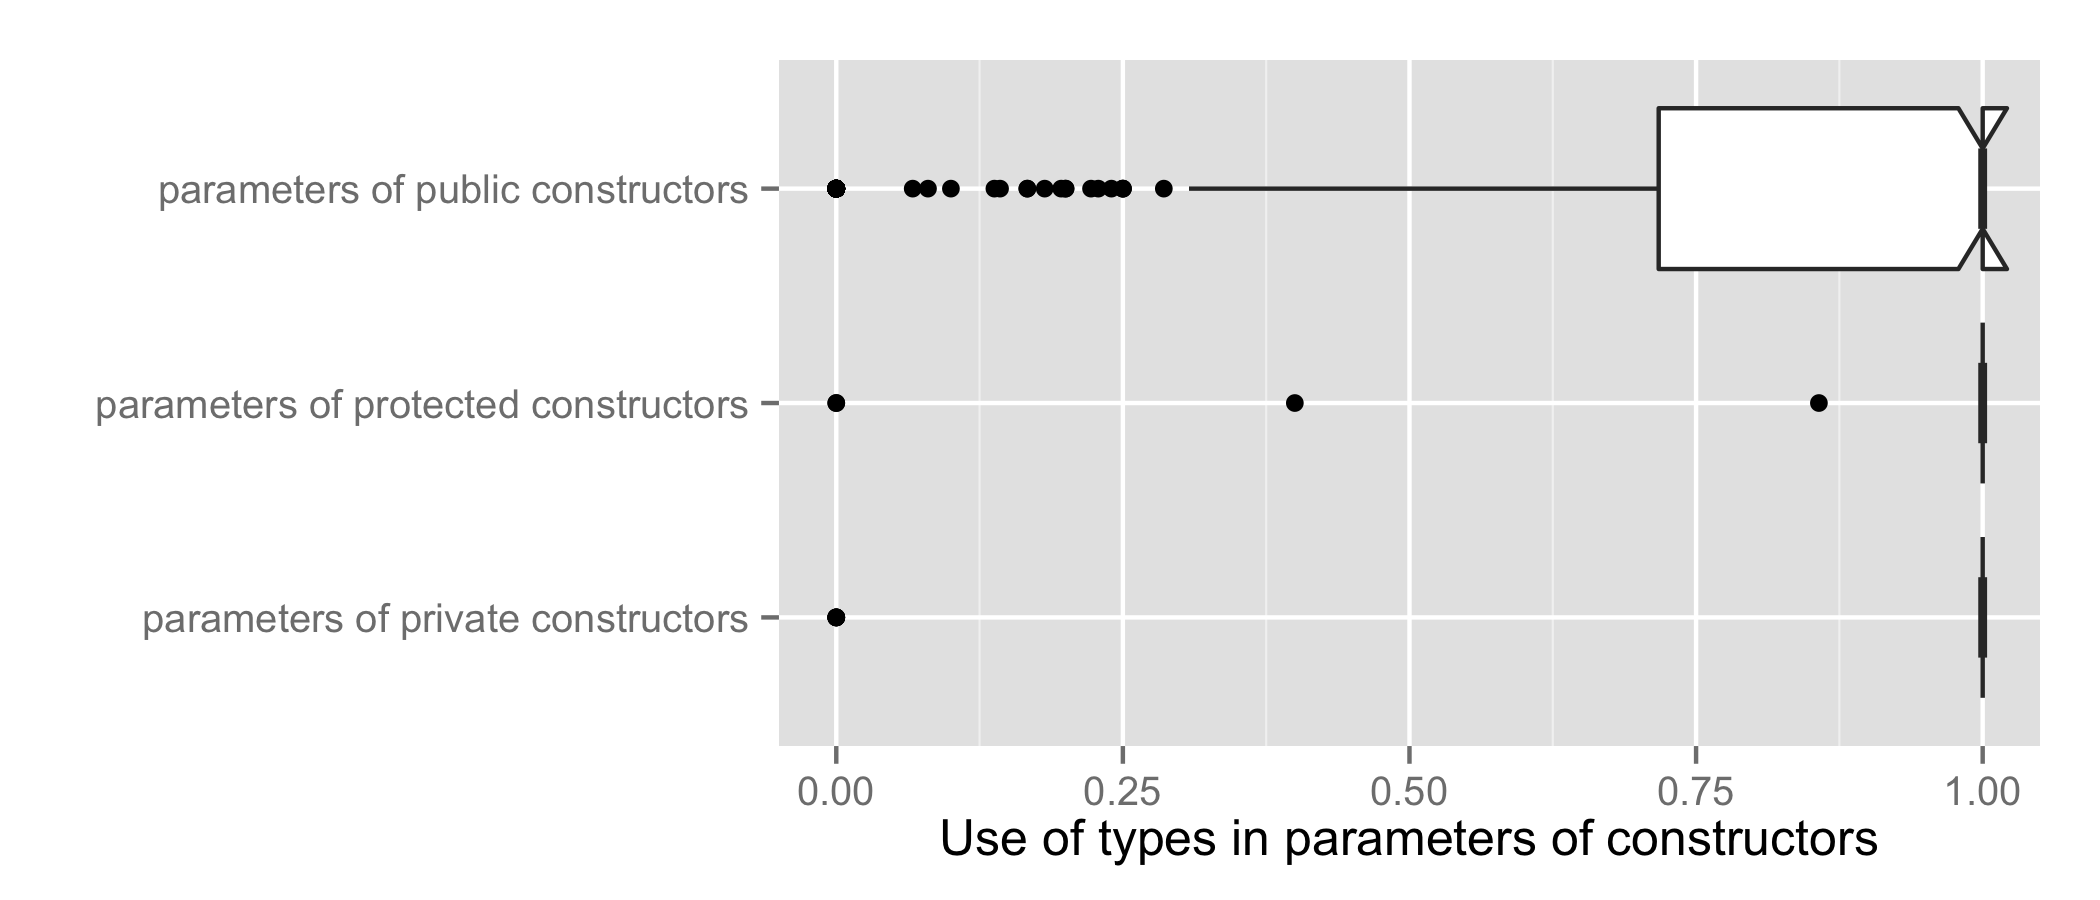 parameters of public constructors
parameters of protected constructors
parameters of private constructors
0.00 0.25 0.50 0.75 1.00
Use of types in parameters of constructors